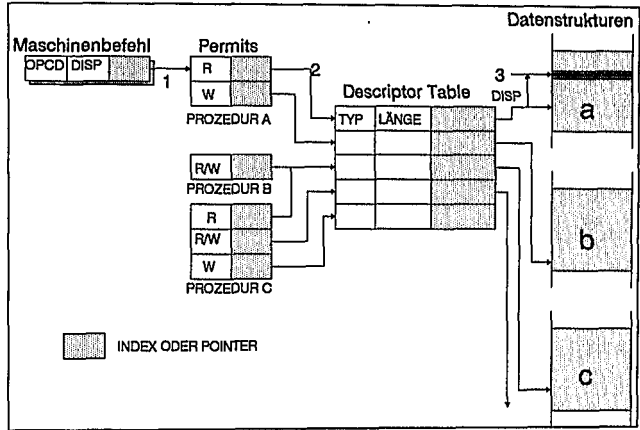 Datenstrukturen
Maschinenbefehl
Permits
OPCD DISP
1
R
W
PROZEDUR A
2
Descriptor Table
3
DISP
TYP LÄNGE
a
R/W
PROZEDUR B
R
R/W
W
PROZEDUR C
b
c
INDEX ODER POINTER